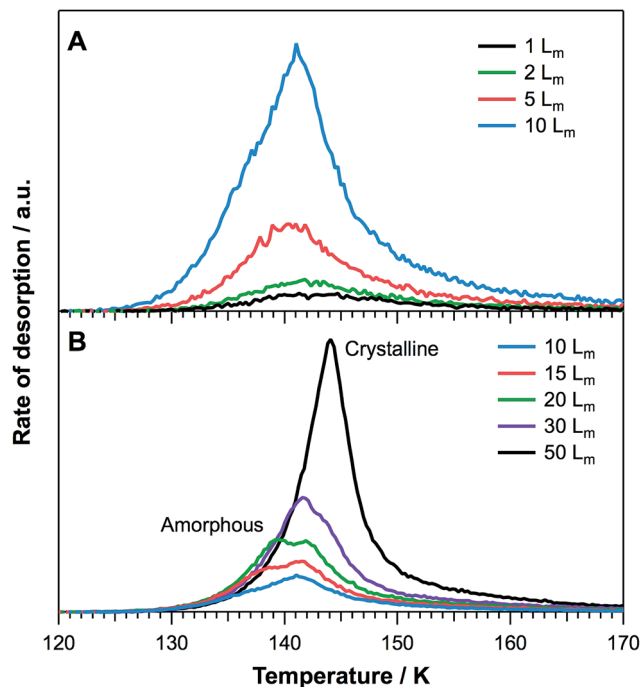 Rate of desorption / a.u.
A
1 Lm
2 Lm
5 Lm
10 Lm
B
Crystalline
Amorphous
10 Lm
15 Lm
20 Lm
30 Lm
50 Lm
120 130 140 150 160 170
Temperature / K